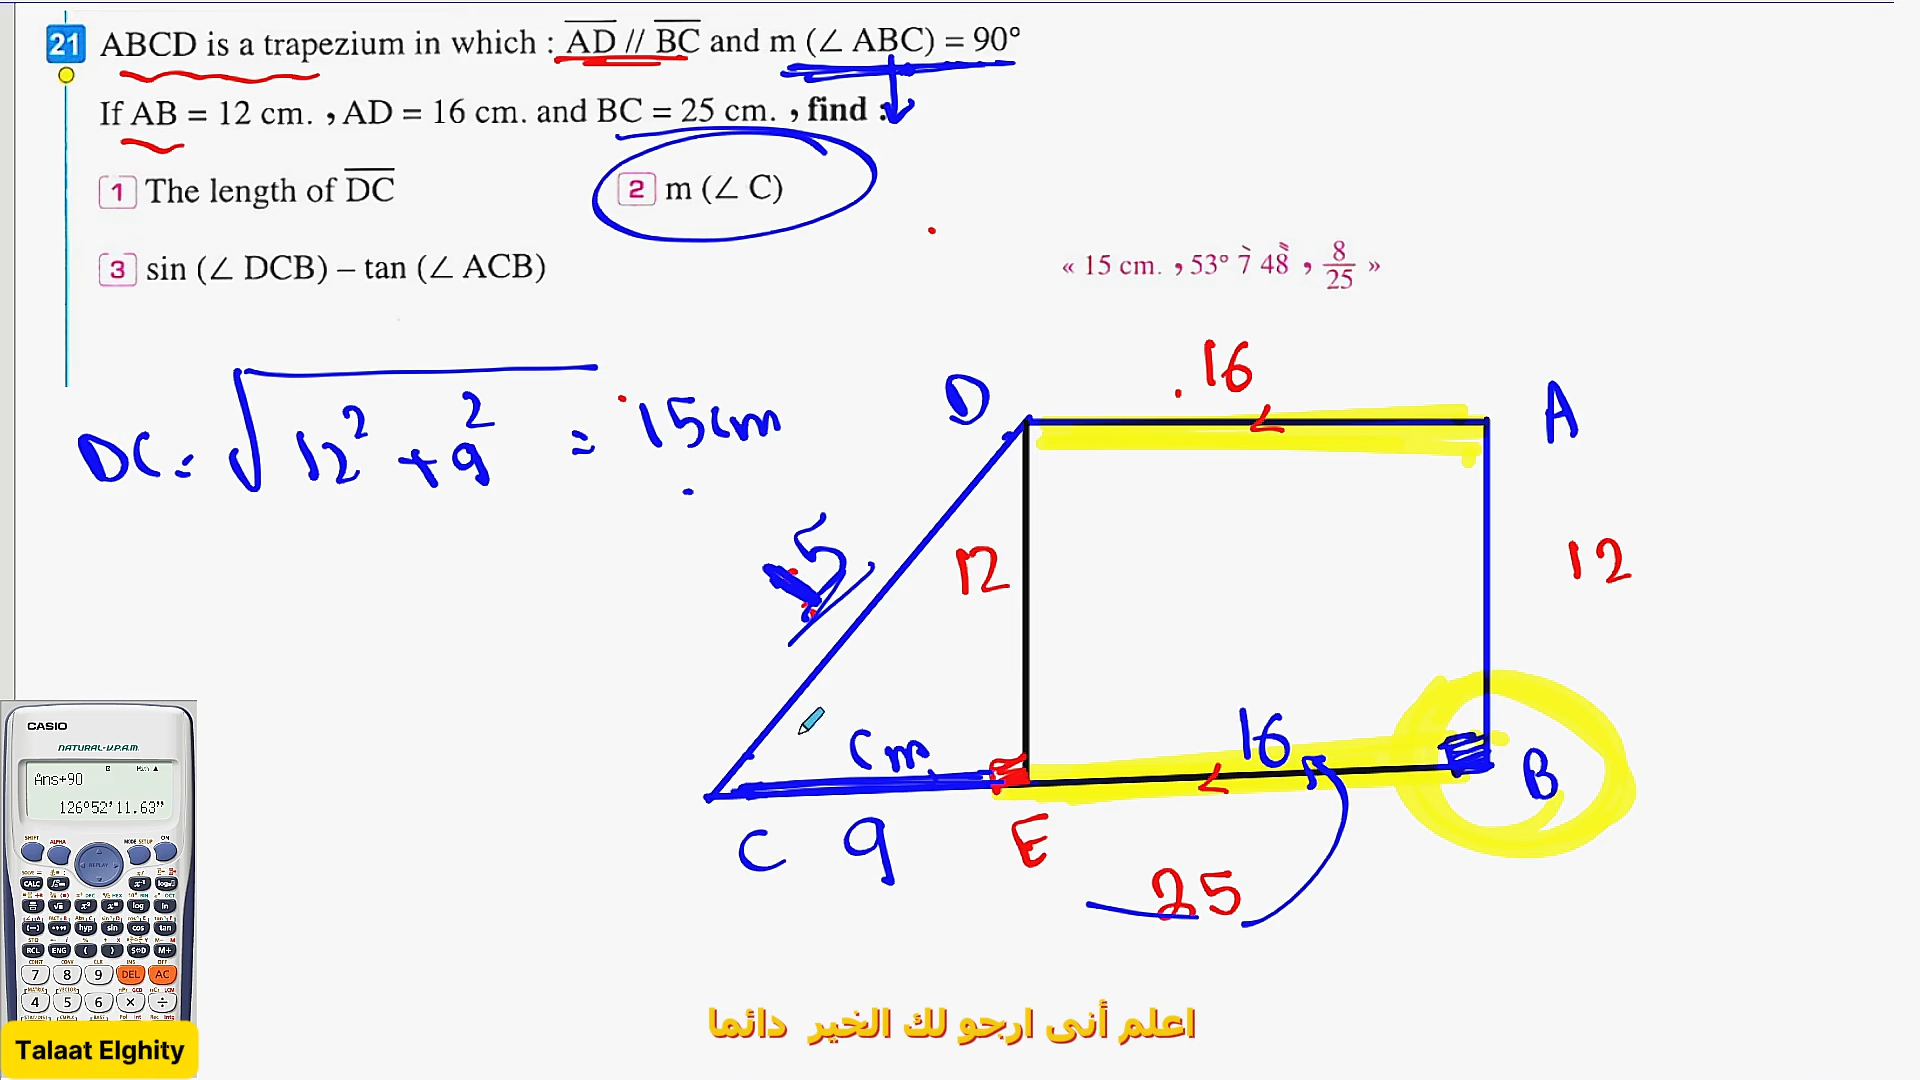 21 ABCD is a trapezium in which : AD // BC and m (∠ ABC) = 90°
If AB = 12 cm. , AD = 16 cm. and BC = 25 cm. , find :
1 The length of DC
2 m (∠ C)
3 sin (∠ DCB) – tan (∠ ACB)
« 15 cm. , 53° 7̀ 48̏ , 8/25 »
DC = √12² + 9² = 15 cm
16
D
A
15
12
12
cm
16
B
C
9
E
25
CASIO
NATURAL-V.P.A.M.
Ans+90
126°52'11.63"
اعلم أنى ارجو لك الخير دائما
Talaat Elghity